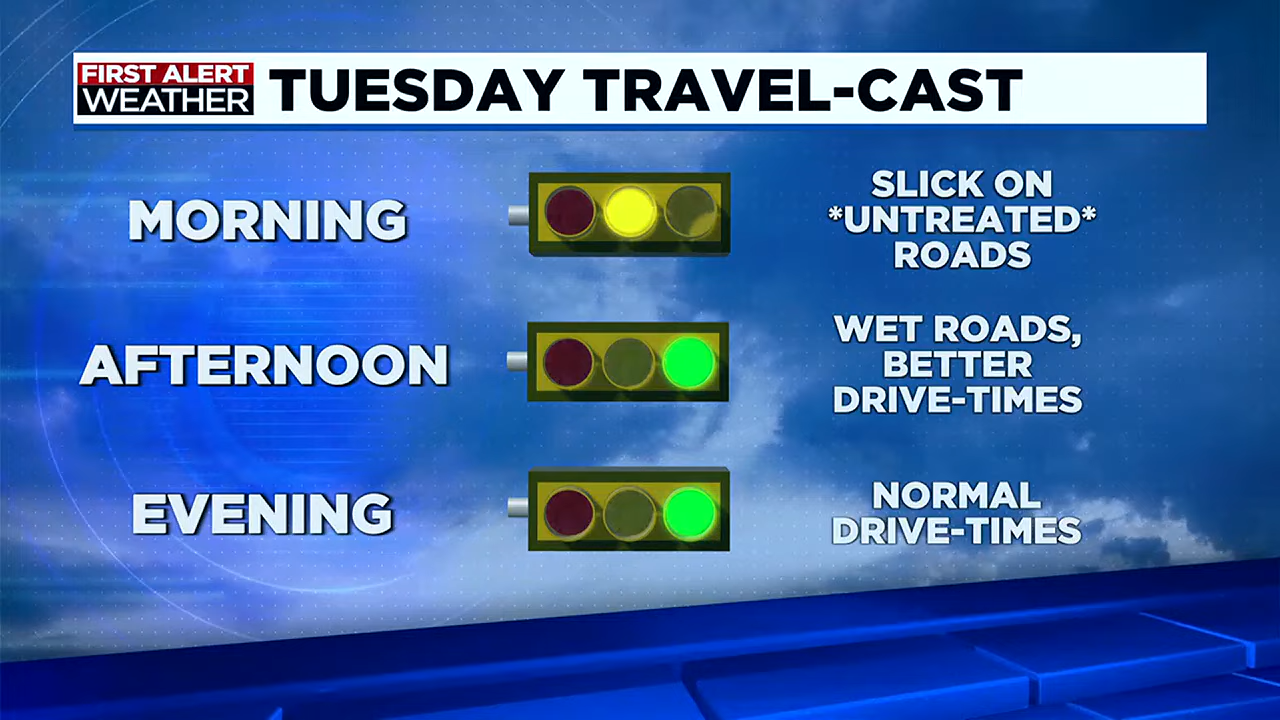 FIRST ALERT
WEATHER
TUESDAY TRAVEL-CAST
MORNING
SLICK ON
*UNTREATED*
ROADS
AFTERNOON
WET ROADS,
BETTER
DRIVE-TIMES
EVENING
NORMAL
DRIVE-TIMES